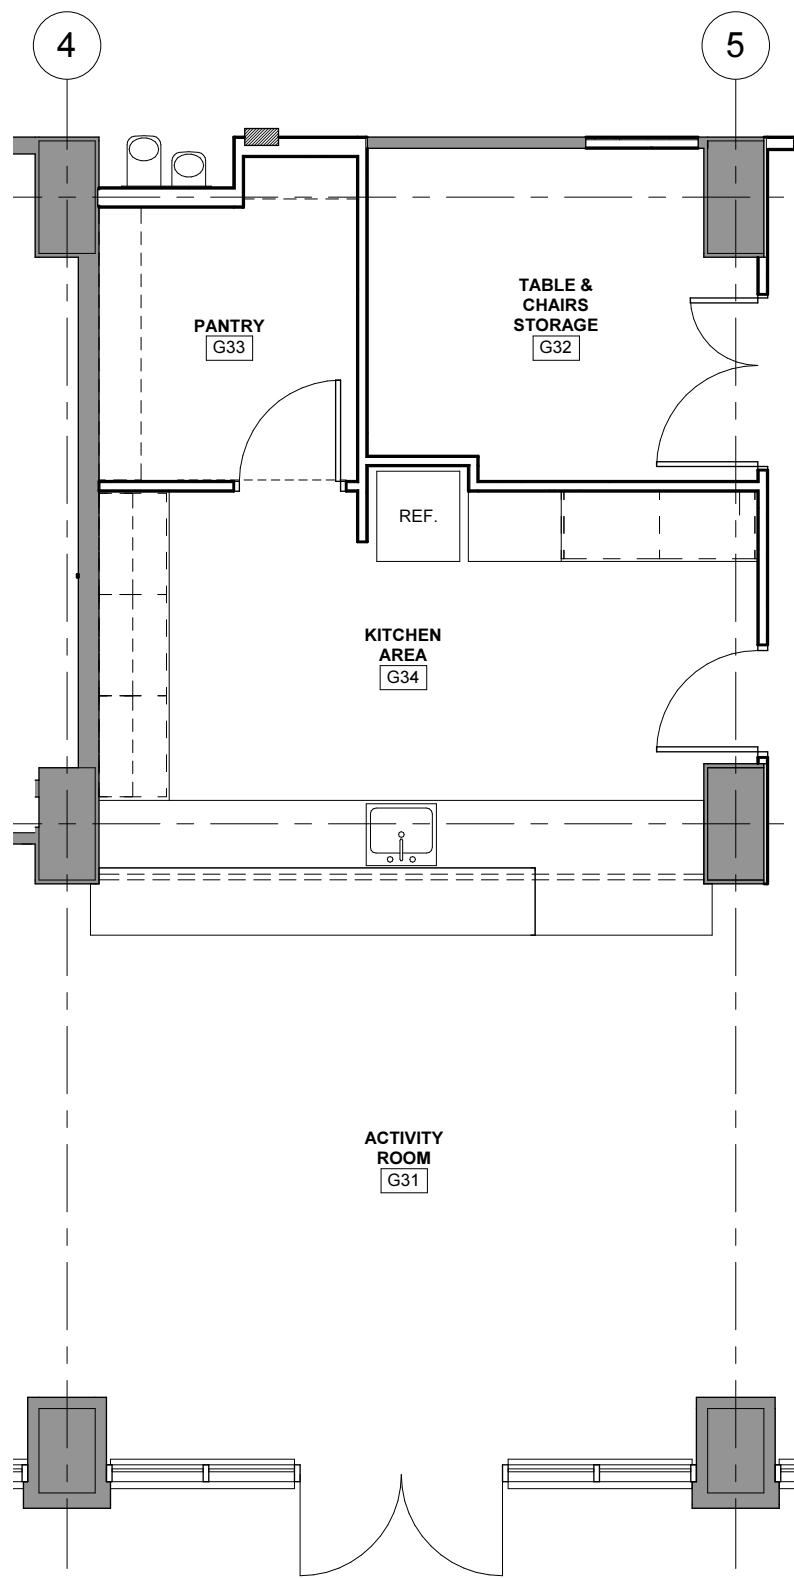 4
5
TABLE &
CHAIRS
STORAGE
G32
PANTRY
G33
REF.
KITCHEN
AREA
G34
ACTIVITY
ROOM
G31